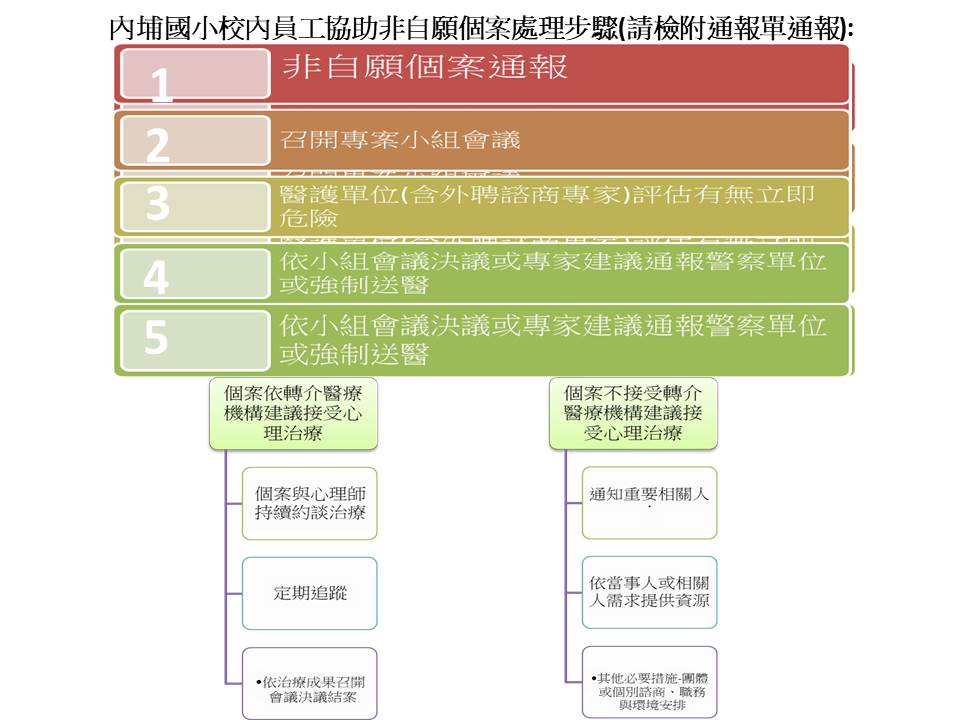 內埔國小校內員工協助非自願個案處理步驟(請檢附通報單通報):
1
非自願個案通報
2
召開專案小組會議
3
醫護單位(含外聘諮商專家)評估有無立即
危險
4
依小組會議決議或專家建議通報警察單位
或強制送醫
5
依小組會議決議或專家建議通報警察單位
或強制送醫
個案依轉介醫療
機構建議接受心
理治療
個案與心理師
持續約談治療
定期追蹤
•依治療成果召開
會議決議結案
個案不接受轉介
醫療機構建議接
受心理治療
通知重要相關人
.
依當事人或相關
人需求提供資源
•其他必要措施-團體
或個別諮商、職務
與環境安排